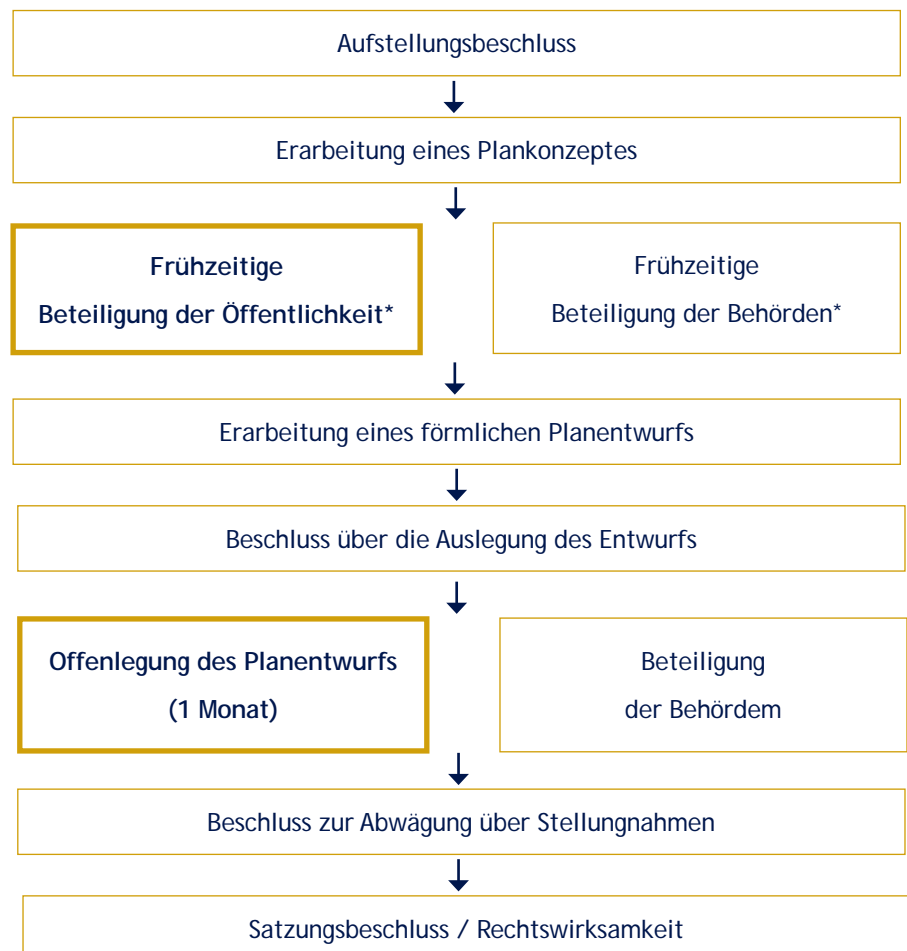 Aufstellungsbeschluss
Erarbeitung eines Plankonzeptes
Frühzeitige
Beteiligung der Öffentlichkeit*
Frühzeitige
Beteiligung der Behörden*
Erarbeitung eines förmlichen Planentwurfs
Beschluss über die Auslegung des Entwurfs
Offenlegung des Planentwurfs
(1 Monat)
Beteiligung
der Behördem
Beschluss zur Abwägung über Stellungnahmen
Satzungsbeschluss / Rechtswirksamkeit